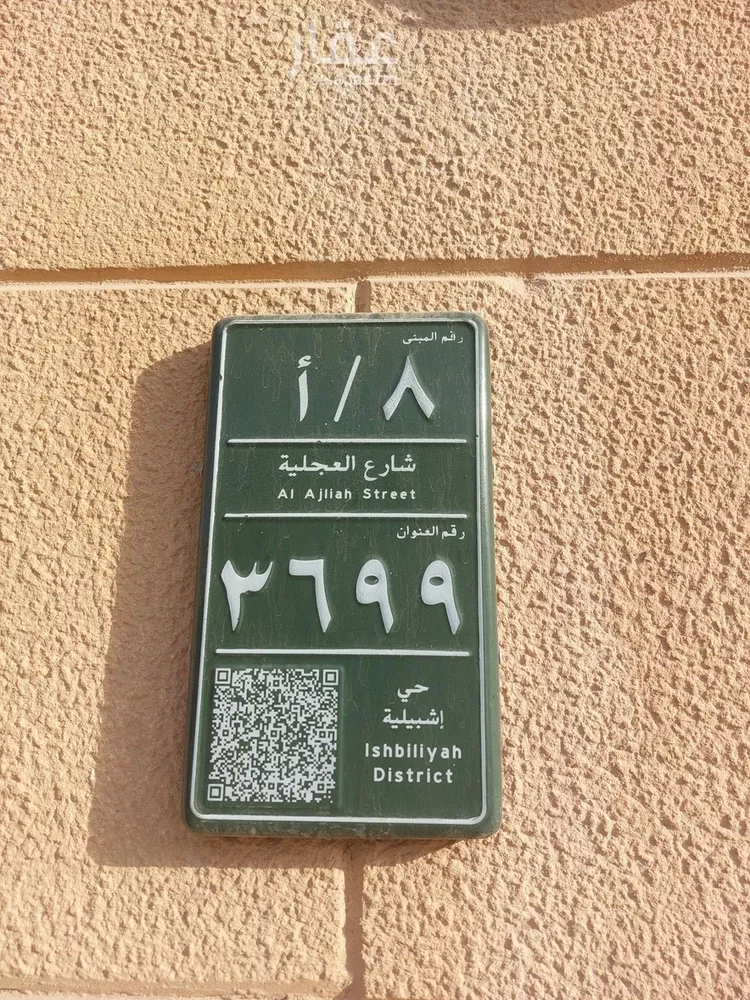 عقار
رقم المبنى
٨/أ
شارع العجلية
Al Ajliah Street
رقم العنوان
٣٦٩٩
حي
إشبيلية
Ishbiliyah
District